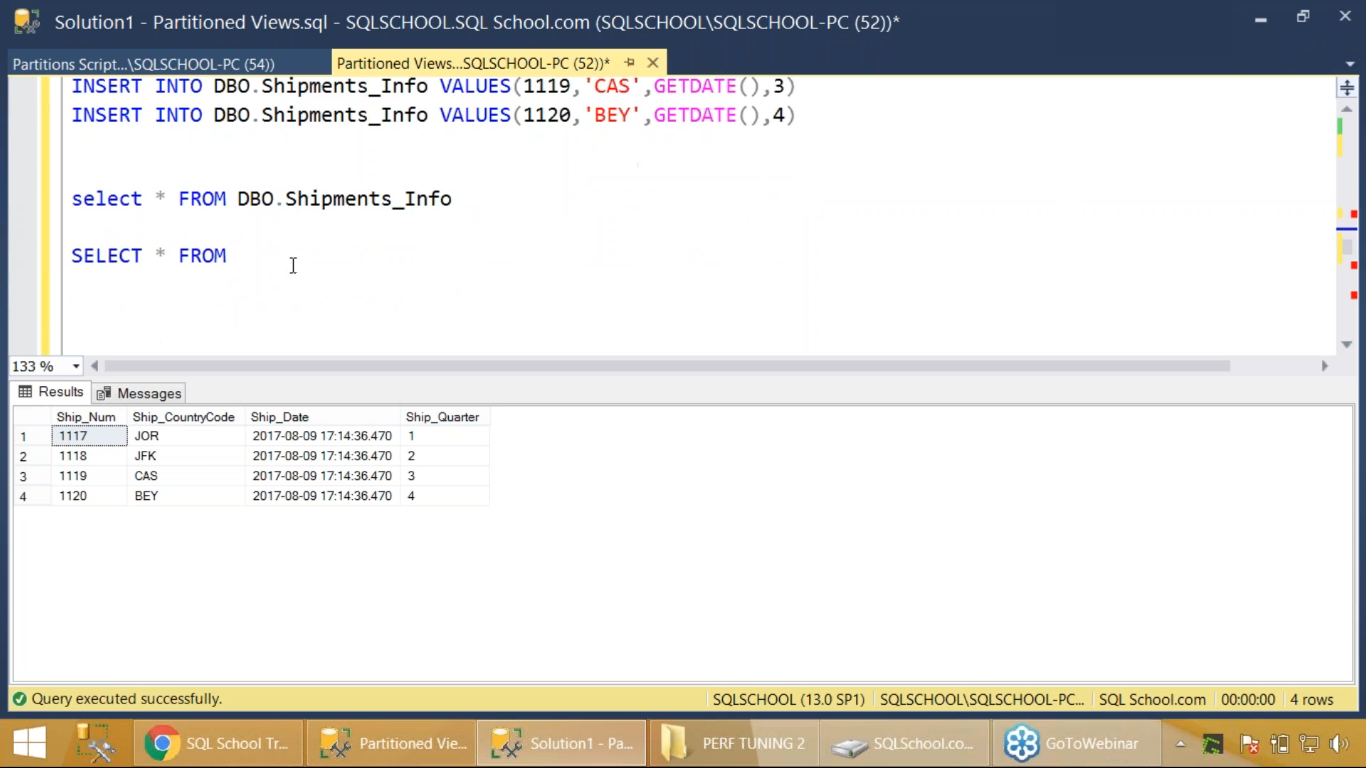 Solution1 - Partitioned Views.sql - SQLSCHOOL.SQL School.com (SQLSCHOOL\SQLSCHOOL-PC (52))*
Partitions Script...\SQLSCHOOL-PC (54))
Partitioned Views...SQLSCHOOL-PC (52))*
INSERT INTO DBO.Shipments_Info VALUES(1119,'CAS',GETDATE(),3)
INSERT INTO DBO.Shipments_Info VALUES(1120,'BEY',GETDATE(),4)
select * FROM DBO.Shipments_Info
SELECT * FROM
133 %
Results Messages
Ship_Num Ship_CountryCode Ship_Date Ship_Quarter
1 1117 JOR 2017-08-09 17:14:36.470 1
2 1118 JFK 2017-08-09 17:14:36.470 2
3 1119 CAS 2017-08-09 17:14:36.470 3
4 1120 BEY 2017-08-09 17:14:36.470 4
Query executed successfully. SQLSCHOOL (13.0 SP1) SQLSCHOOL\SQLSCHOOL-PC... SQL School.com 00:00:00 4 rows
SQL School Tr... Partitioned Vie... Solution1 - Pa... PERF TUNING 2 SQLSchool.co... GoToWebinar